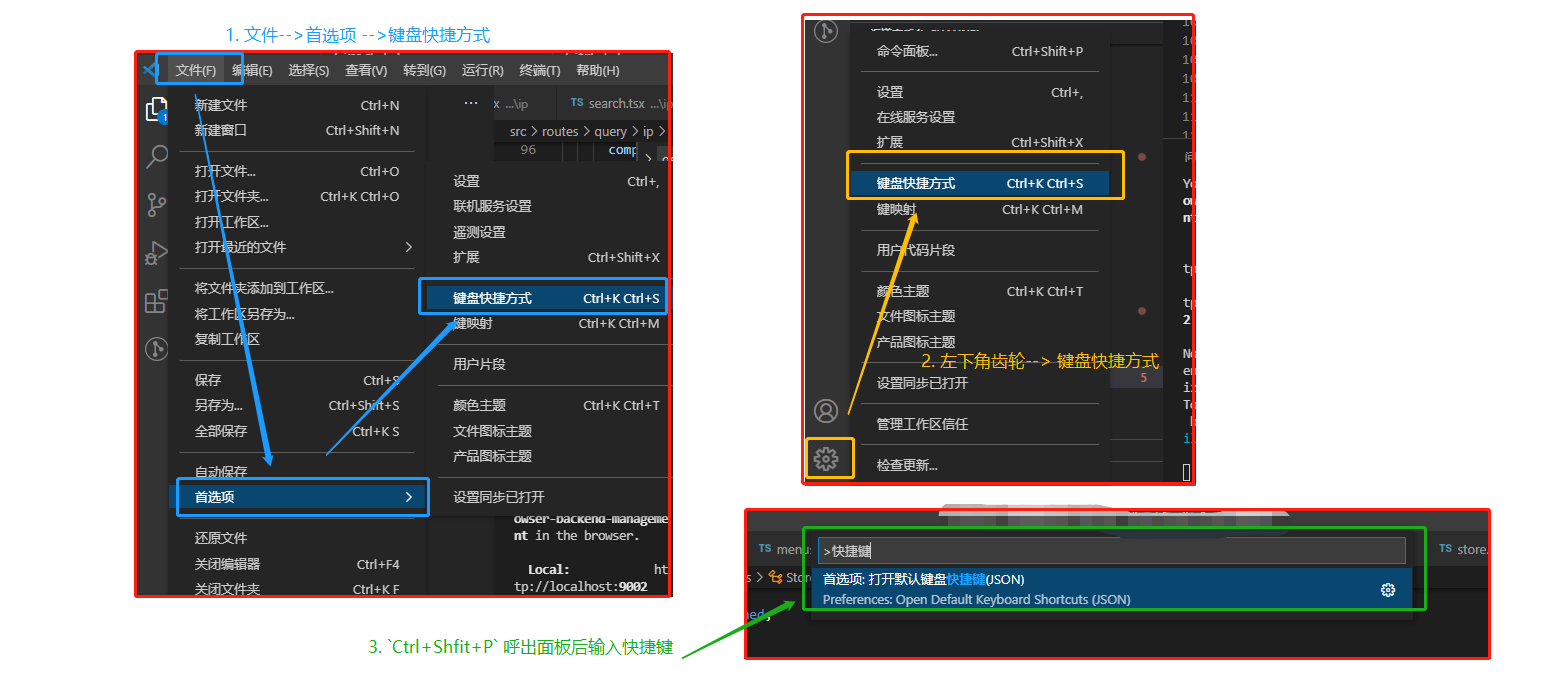 1. 文件-->首选项 -->键盘快捷方式
文件(F) 编辑(E) 选择(S) 查看(V) 转到(G) 运行(R) 终端(T) 帮助(H)
新建文件 Ctrl+N
新建窗口 Ctrl+Shift+N
打开文件... Ctrl+O
打开文件夹... Ctrl+K Ctrl+O
打开工作区...
打开最近的文件
将文件夹添加到工作区...
将工作区另存为...
复制工作区
保存 Ctrl+S
另存为... Ctrl+Shift+S
全部保存 Ctrl+K S
自动保存
首选项
还原文件
关闭编辑器 Ctrl+F4
关闭文件夹 Ctrl+K F
1
... x ...\ip TS search.tsx ...\ip
src > routes > query > ip >
96 comp
设置 Ctrl+,
联机服务设置
遥测设置
扩展 Ctrl+Shift+X
键盘快捷方式 Ctrl+K Ctrl+S
键映射 Ctrl+K Ctrl+M
用户片段
颜色主题 Ctrl+K Ctrl+T
文件图标主题
产品图标主题
设置同步已打开
owser-backend-manageme
nt in the browser.
Local: ht
tp://localhost:9002
命令面板... Ctrl+Shift+P
设置 Ctrl+,
在线服务设置
扩展 Ctrl+Shift+X
键盘快捷方式 Ctrl+K Ctrl+S
键映射 Ctrl+K Ctrl+M
用户代码片段
颜色主题 Ctrl+K Ctrl+T
文件图标主题
产品图标主题
2. 左下角齿轮--> 键盘快捷方式
设置同步已打开 5
管理工作区信任
检查更新...
TS menu
>快捷键
TS store.
s > Stor
首选项: 打开默认键盘快捷键(JSON)
Preferences: Open Default Keyboard Shortcuts (JSON)
ned;
3. `Ctrl+Shfit+P` 呼出面板后输入快捷键